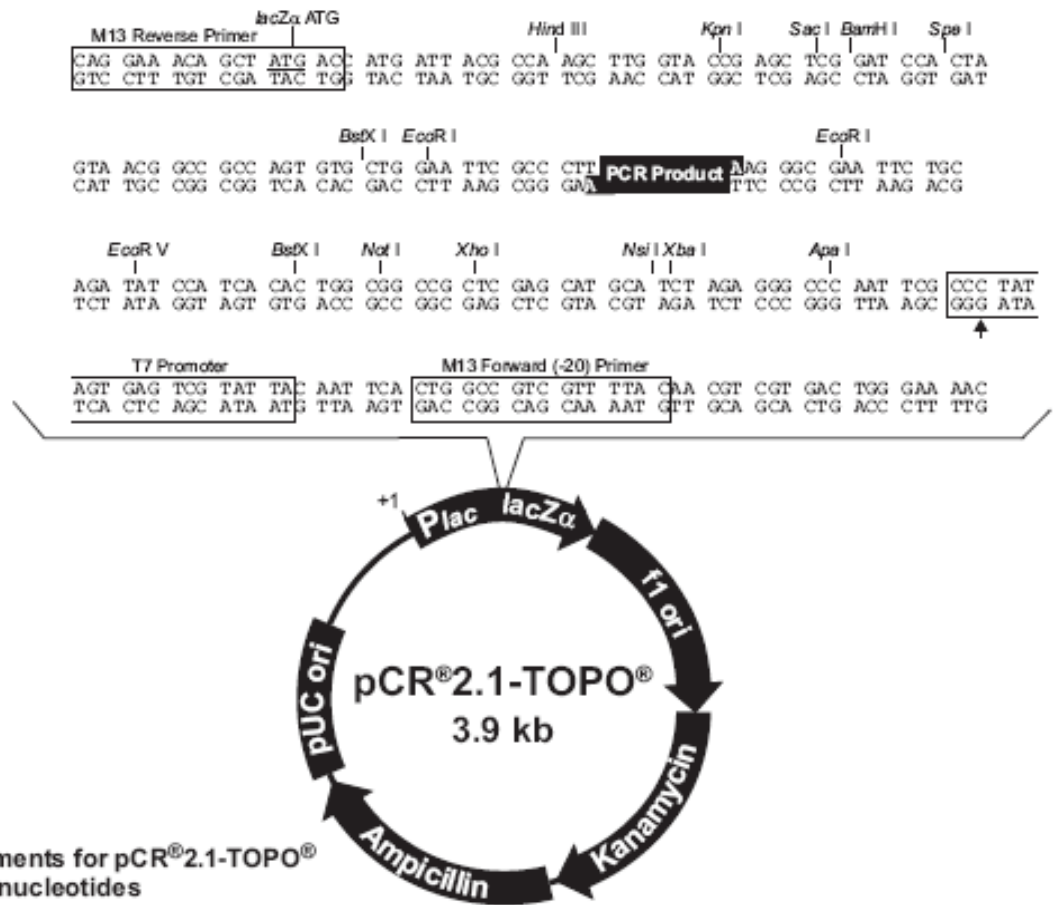 lacZα ATG
M13 Reverse Primer Hind III Kpn I Sac I BamH I Spe I
CAG GAA ACA GCT ATG ACC ATG ATT ACG CCA AGC TTG GTA CCG AGC TCG GAT CCA CTA
GTC CTT TGT CGA TAC TGG TAC TAA TGC GGT TCG AAC CAT GGC TCG AGC CTA GGT GAT
BstX I EcoR I EcoR I
GTA ACG GCC GCC AGT GTG CTG GAA TTC GCC CTT PCR Product AAG GGC GAA TTC TGC
CAT TGC CGG CGG TCA CAC GAC CTT AAG CGG GAA TTC CCG CTT AAG ACG
EcoR V BstX I Not I Xho I Nsi I Xba I Apa I
AGA TAT CCA TCA CAC TGG CGG CCG CTC GAG CAT GCA TCT AGA GGG CCC AAT TCG CCC TAT
TCT ATA GGT AGT GTG ACC GCC GGC GAG CTC GTA CGT AGA TCT CCC GGG TTA AGC GGG ATA
T7 Promoter M13 Forward (-20) Primer
AGT GAG TCG TAT TAC AAT TCA CTG GCC GTC GTT TTA CAA CGT CGT GAC TGG GAA AAC
TCA CTC AGC ATA ATG TTA AGT GAC CGG CAG CAA AAT GTT GCA GCA CTG ACC CTT TTG
+1
Plac lacZα
f1 ori
pUC ori
pCR®2.1-TOPO®
3.9 kb
Kanamycin
Ampicillin
ments for pCR®2.1-TOPO®
nucleotides